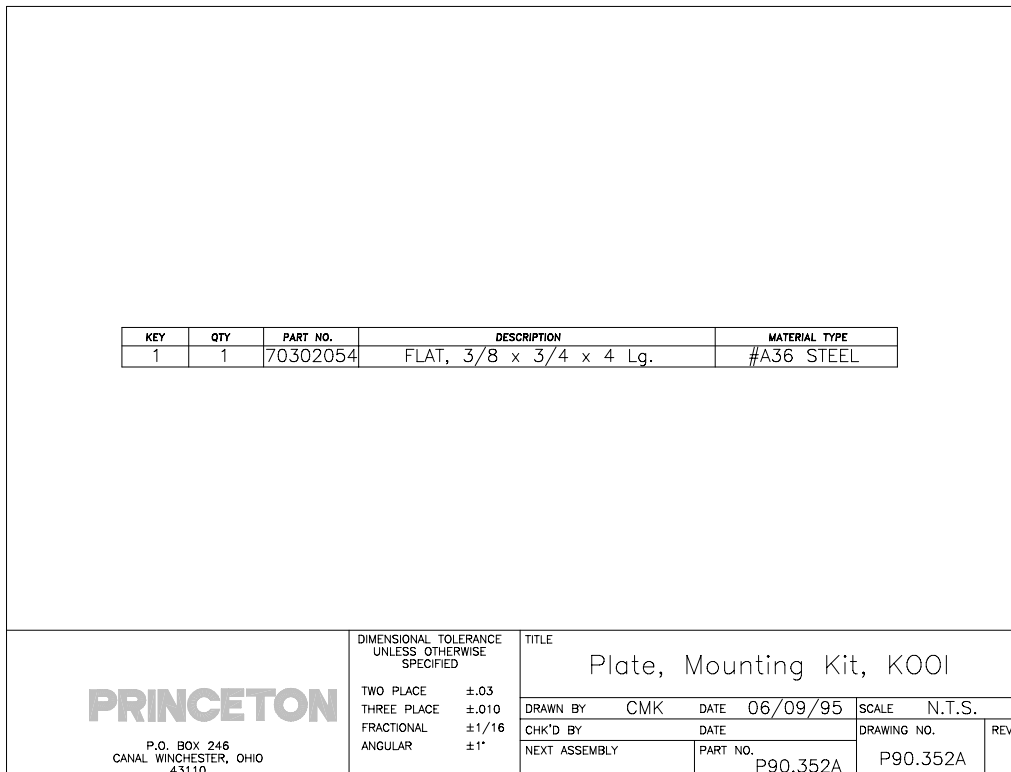 KEY QTY PART NO. DESCRIPTION MATERIAL TYPE
1 1 70302054 FLAT, 3/8 x 3/4 x 4 Lg. #A36 STEEL
PRINCETON
P.O. BOX 246
CANAL WINCHESTER, OHIO
43110
DIMENSIONAL TOLERANCE
UNLESS OTHERWISE
SPECIFIED
TWO PLACE ±.03
THREE PLACE ±.010
FRACTIONAL ±1/16
ANGULAR ±1°
TITLE
Plate, Mounting Kit, KOOI
DRAWN BY CMK DATE 06/09/95 SCALE N.T.S.
CHK'D BY DATE DRAWING NO. REV
NEXT ASSEMBLY PART NO. P90.352A
P90.352A